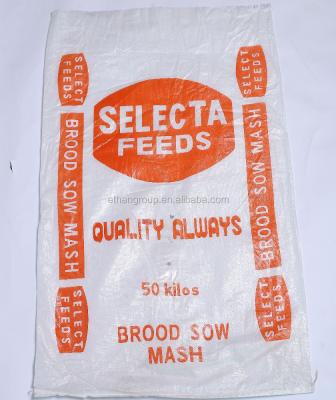 SELECTA
FEEDS
QUALITY ALWAYS
50 kilos
BROOD SOW
MASH
SELECT
FEEDS
BROOD SOW MASH
SELECT
FEEDS
SELECT
FEEDS
BROOD SOW MASH
SELECT
FEEDS
ethangroup.en.alibaba.com